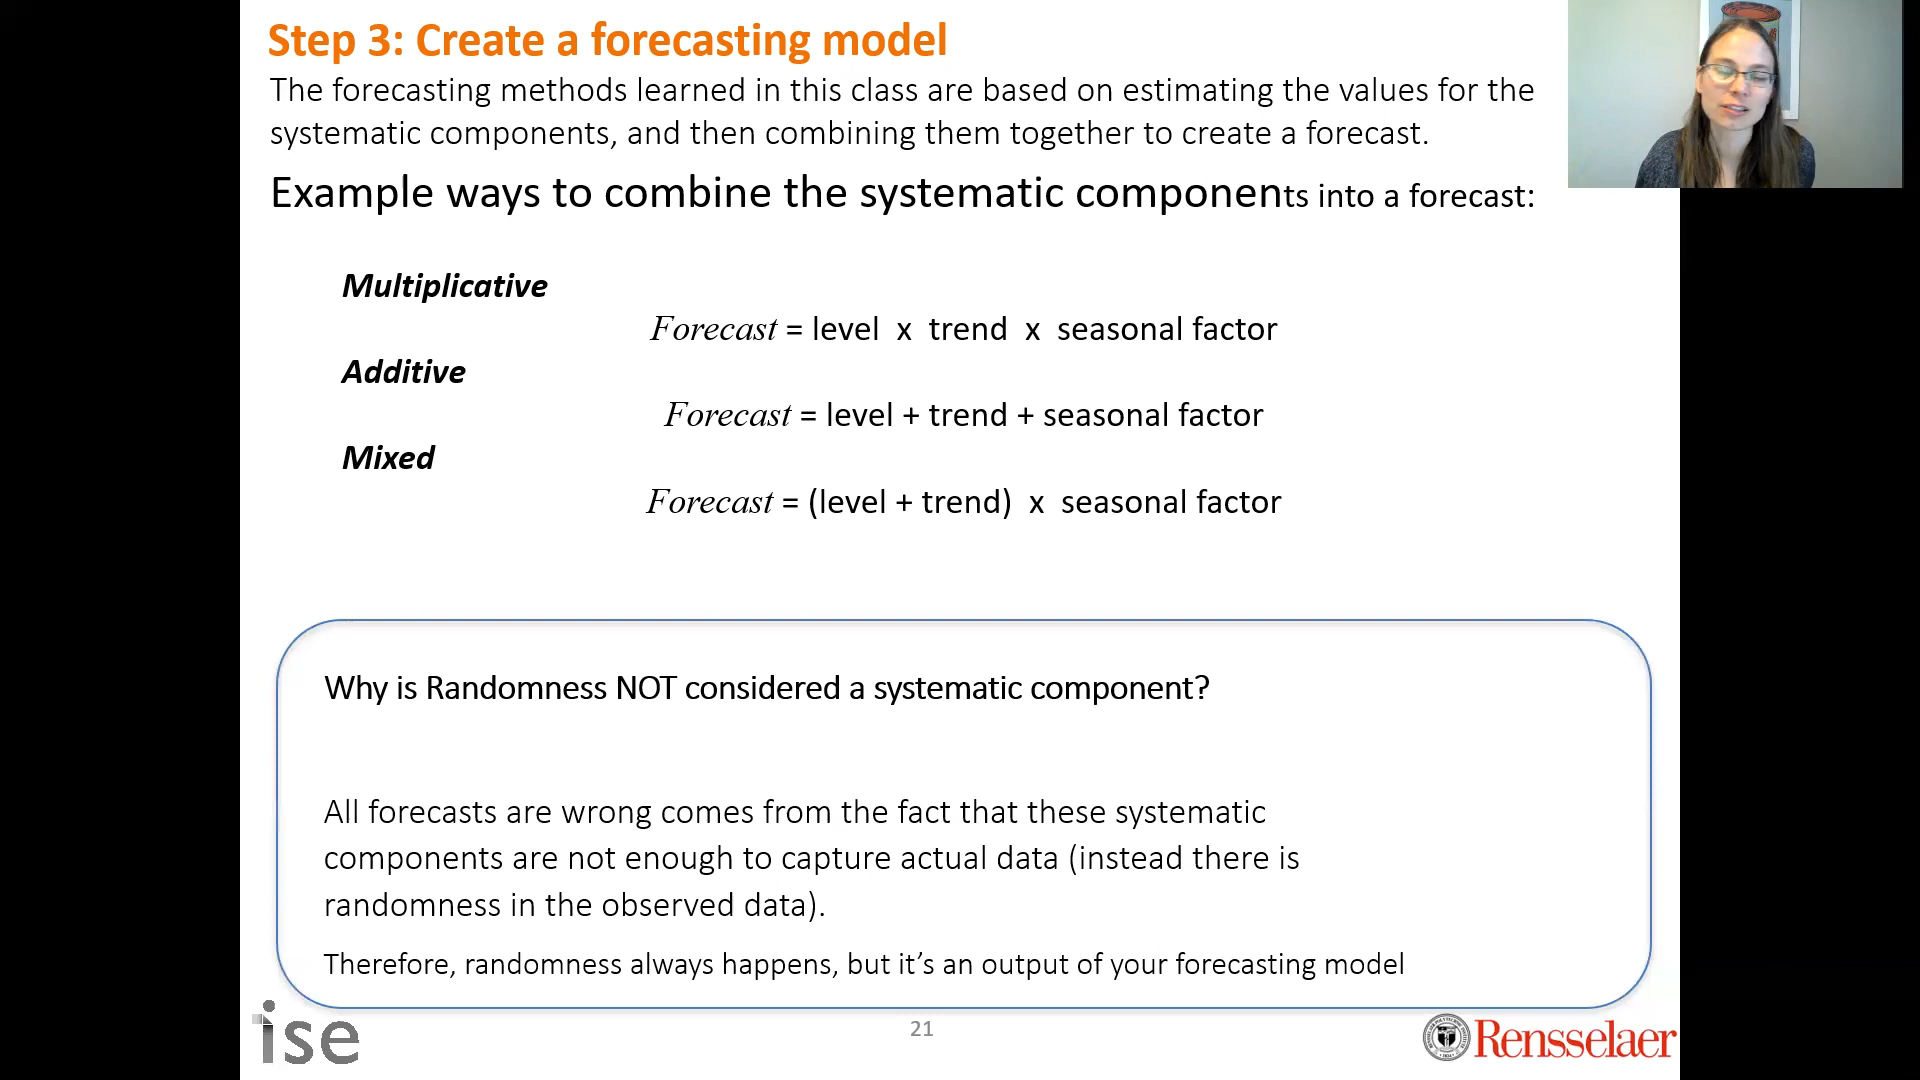 Step 3: Create a forecasting model
The forecasting methods learned in this class are based on estimating the values for the
systematic components, and then combining them together to create a forecast.
Example ways to combine the systematic components into a forecast:
Multiplicative
Forecast = level x trend x seasonal factor
Additive
Forecast = level + trend + seasonal factor
Mixed
Forecast = (level + trend) x seasonal factor
Why is Randomness NOT considered a systematic component?
All forecasts are wrong comes from the fact that these systematic
components are not enough to capture actual data (instead there is
randomness in the observed data).
Therefore, randomness always happens, but it’s an output of your forecasting model
ise
21
Rensselaer